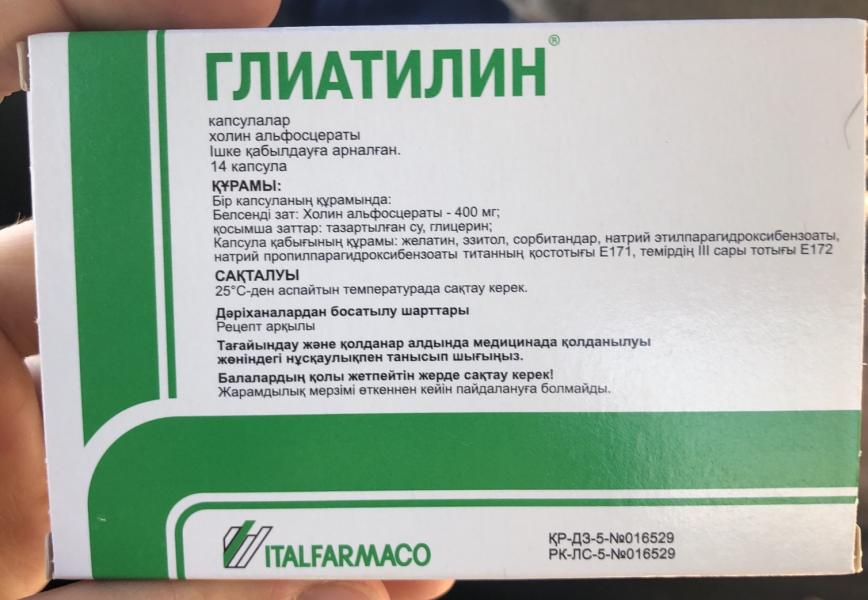 ГЛИАТИЛИН®
капсулалар
холин альфосцераты
Ішке қабылдауға арналған.
14 капсула
ҚҰРАМЫ:
Бір капсуланың құрамында:
Белсенді зат: Холин альфосцераты - 400 мг;
қосымша заттар: тазартылған су, глицерин;
Капсула қабығының құрамы: желатин, эзитол, сорбитандар, натрий этилпарагидроксибензоаты,
натрий пропилпарагидроксибензоаты титанның қостотығы Е171, темірдің III сары тотығы Е172
САҚТАЛУЫ
25°С-ден аспайтын температурада сақтау керек.
Дәріханалардан босатылу шарттары
Рецепт арқылы
Тағайындау және қолданар алдында медицинада қолданылуы
жөніндегі нұсқаулықпен танысып шығыңыз.
Балалардың қолы жетпейтін жерде сақтау керек!
Жарамдылық мерзімі өткеннен кейін пайдалануға болмайды.
ITALFARMACO
ҚР-ДЗ-5-№016529
РК-ЛС-5-№016529